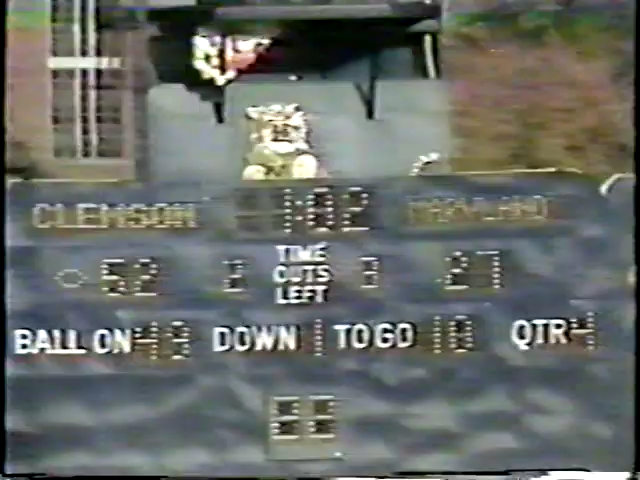 CLEMSON 1:02 MARYLAND
52 2 TIME OUTS LEFT 3 27
BALL ON 49 DOWN 1 TO GO 10 QTR 4